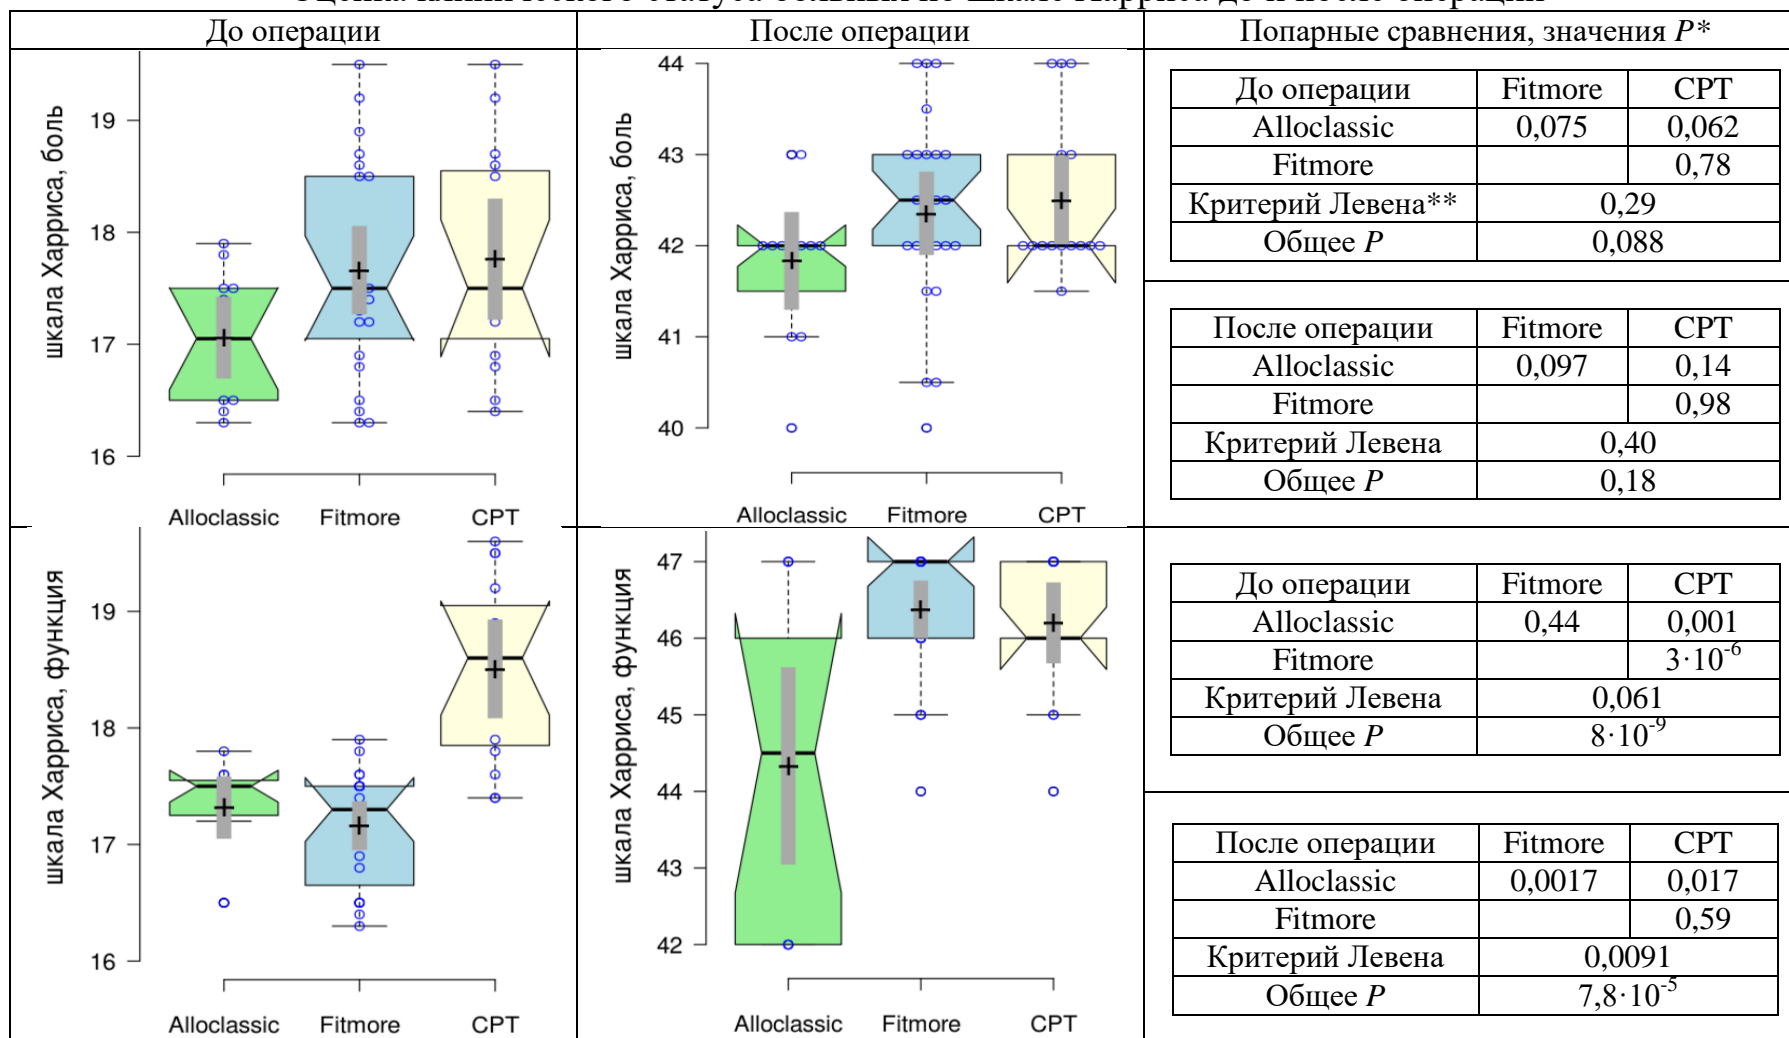 До операции
После операции
Попарные сравнения, значения P*
шкала Харриса, боль
19
18
17
16
Alloclassic Fitmore CPT
шкала Харриса, боль
44
43
42
41
40
Alloclassic Fitmore CPT
До операции Fitmore CPT
Alloclassic 0,075 0,062
Fitmore 0,78
Критерий Левена** 0,29
Общее P 0,088
После операции Fitmore CPT
Alloclassic 0,097 0,14
Fitmore 0,98
Критерий Левена 0,40
Общее P 0,18
шкала Харриса, функция
19
18
17
16
Alloclassic Fitmore CPT
шкала Харриса, функция
47
46
45
44
43
42
Alloclassic Fitmore CPT
До операции Fitmore CPT
Alloclassic 0,44 0,001
Fitmore 3·10⁻⁶
Критерий Левена 0,061
Общее P 8·10⁻⁹
После операции Fitmore CPT
Alloclassic 0,0017 0,017
Fitmore 0,59
Критерий Левена 0,0091
Общее P 7,8·10⁻⁵